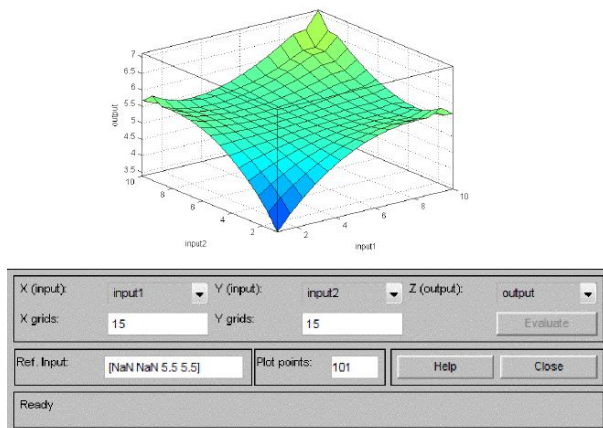 7
6.5
6
5.5
5
4.5
4
3.5
output
10
8
6
4
2
input2
2
4
6
8
10
input1
X (input): input1 Y (input): input2 Z (output): output
X grids: 15 Y grids: 15 Evaluate
Ref. Input: [NaN NaN 5.5 5.5] Plot points: 101 Help Close
Ready